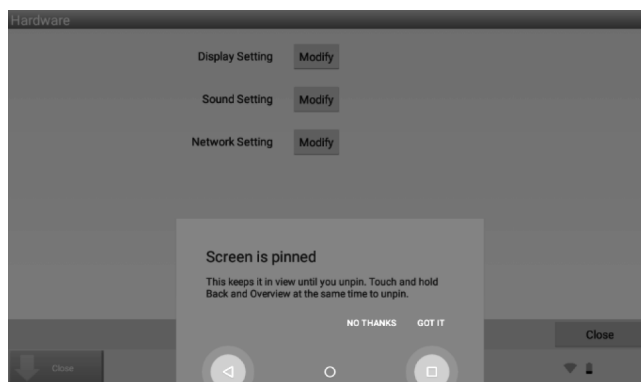 Hardware
Display Setting Modify
Sound Setting Modify
Network Setting Modify
Screen is pinned
This keeps it in view until you unpin. Touch and hold
Back and Overview at the same time to unpin.
NO THANKS GOT IT
Close
Close